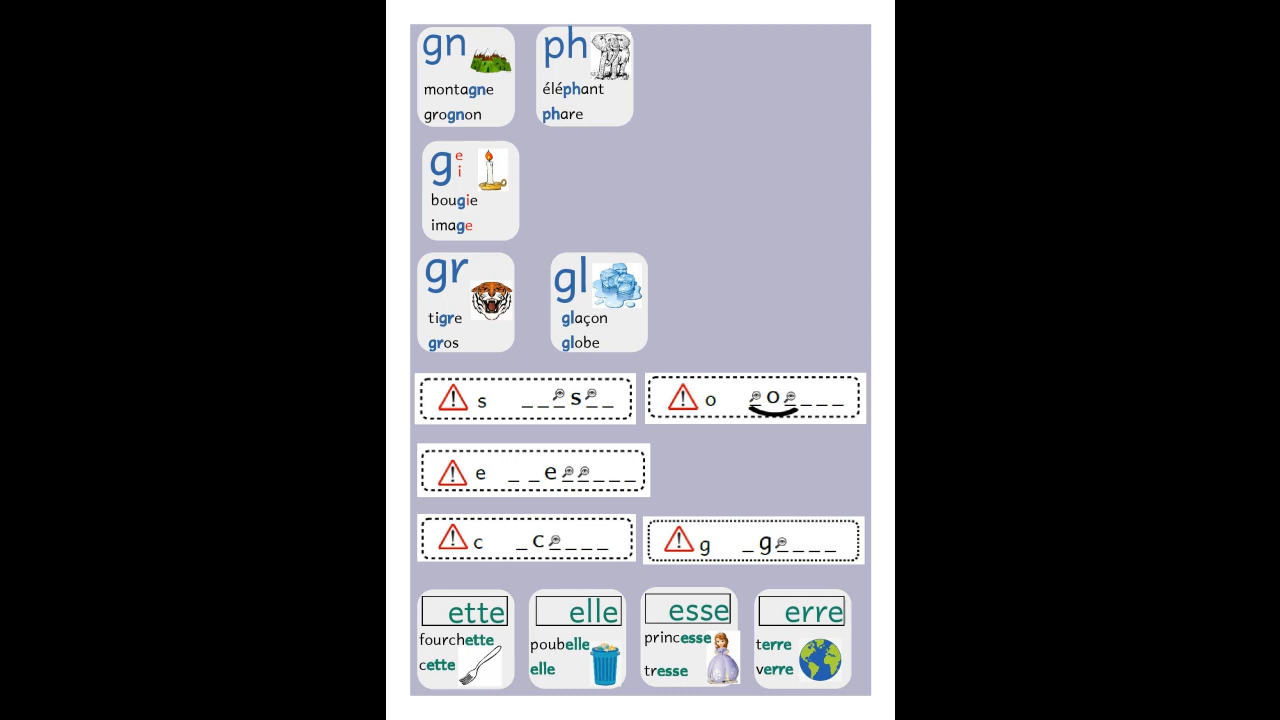 gn
montagne
grognon
ph
éléphant
phare
g e i
bougie
image
gr
tigre
gros
gl
glaçon
globe
s _ _ _ s _ _
o _ o _ _ _ _
e _ _ e _ _ _ _ _
c _ c _ _ _ _
g _ g _ _ _ _
ette
fourchette
cette
elle
poubelle
elle
esse
princesse
tresse
erre
terre
verre